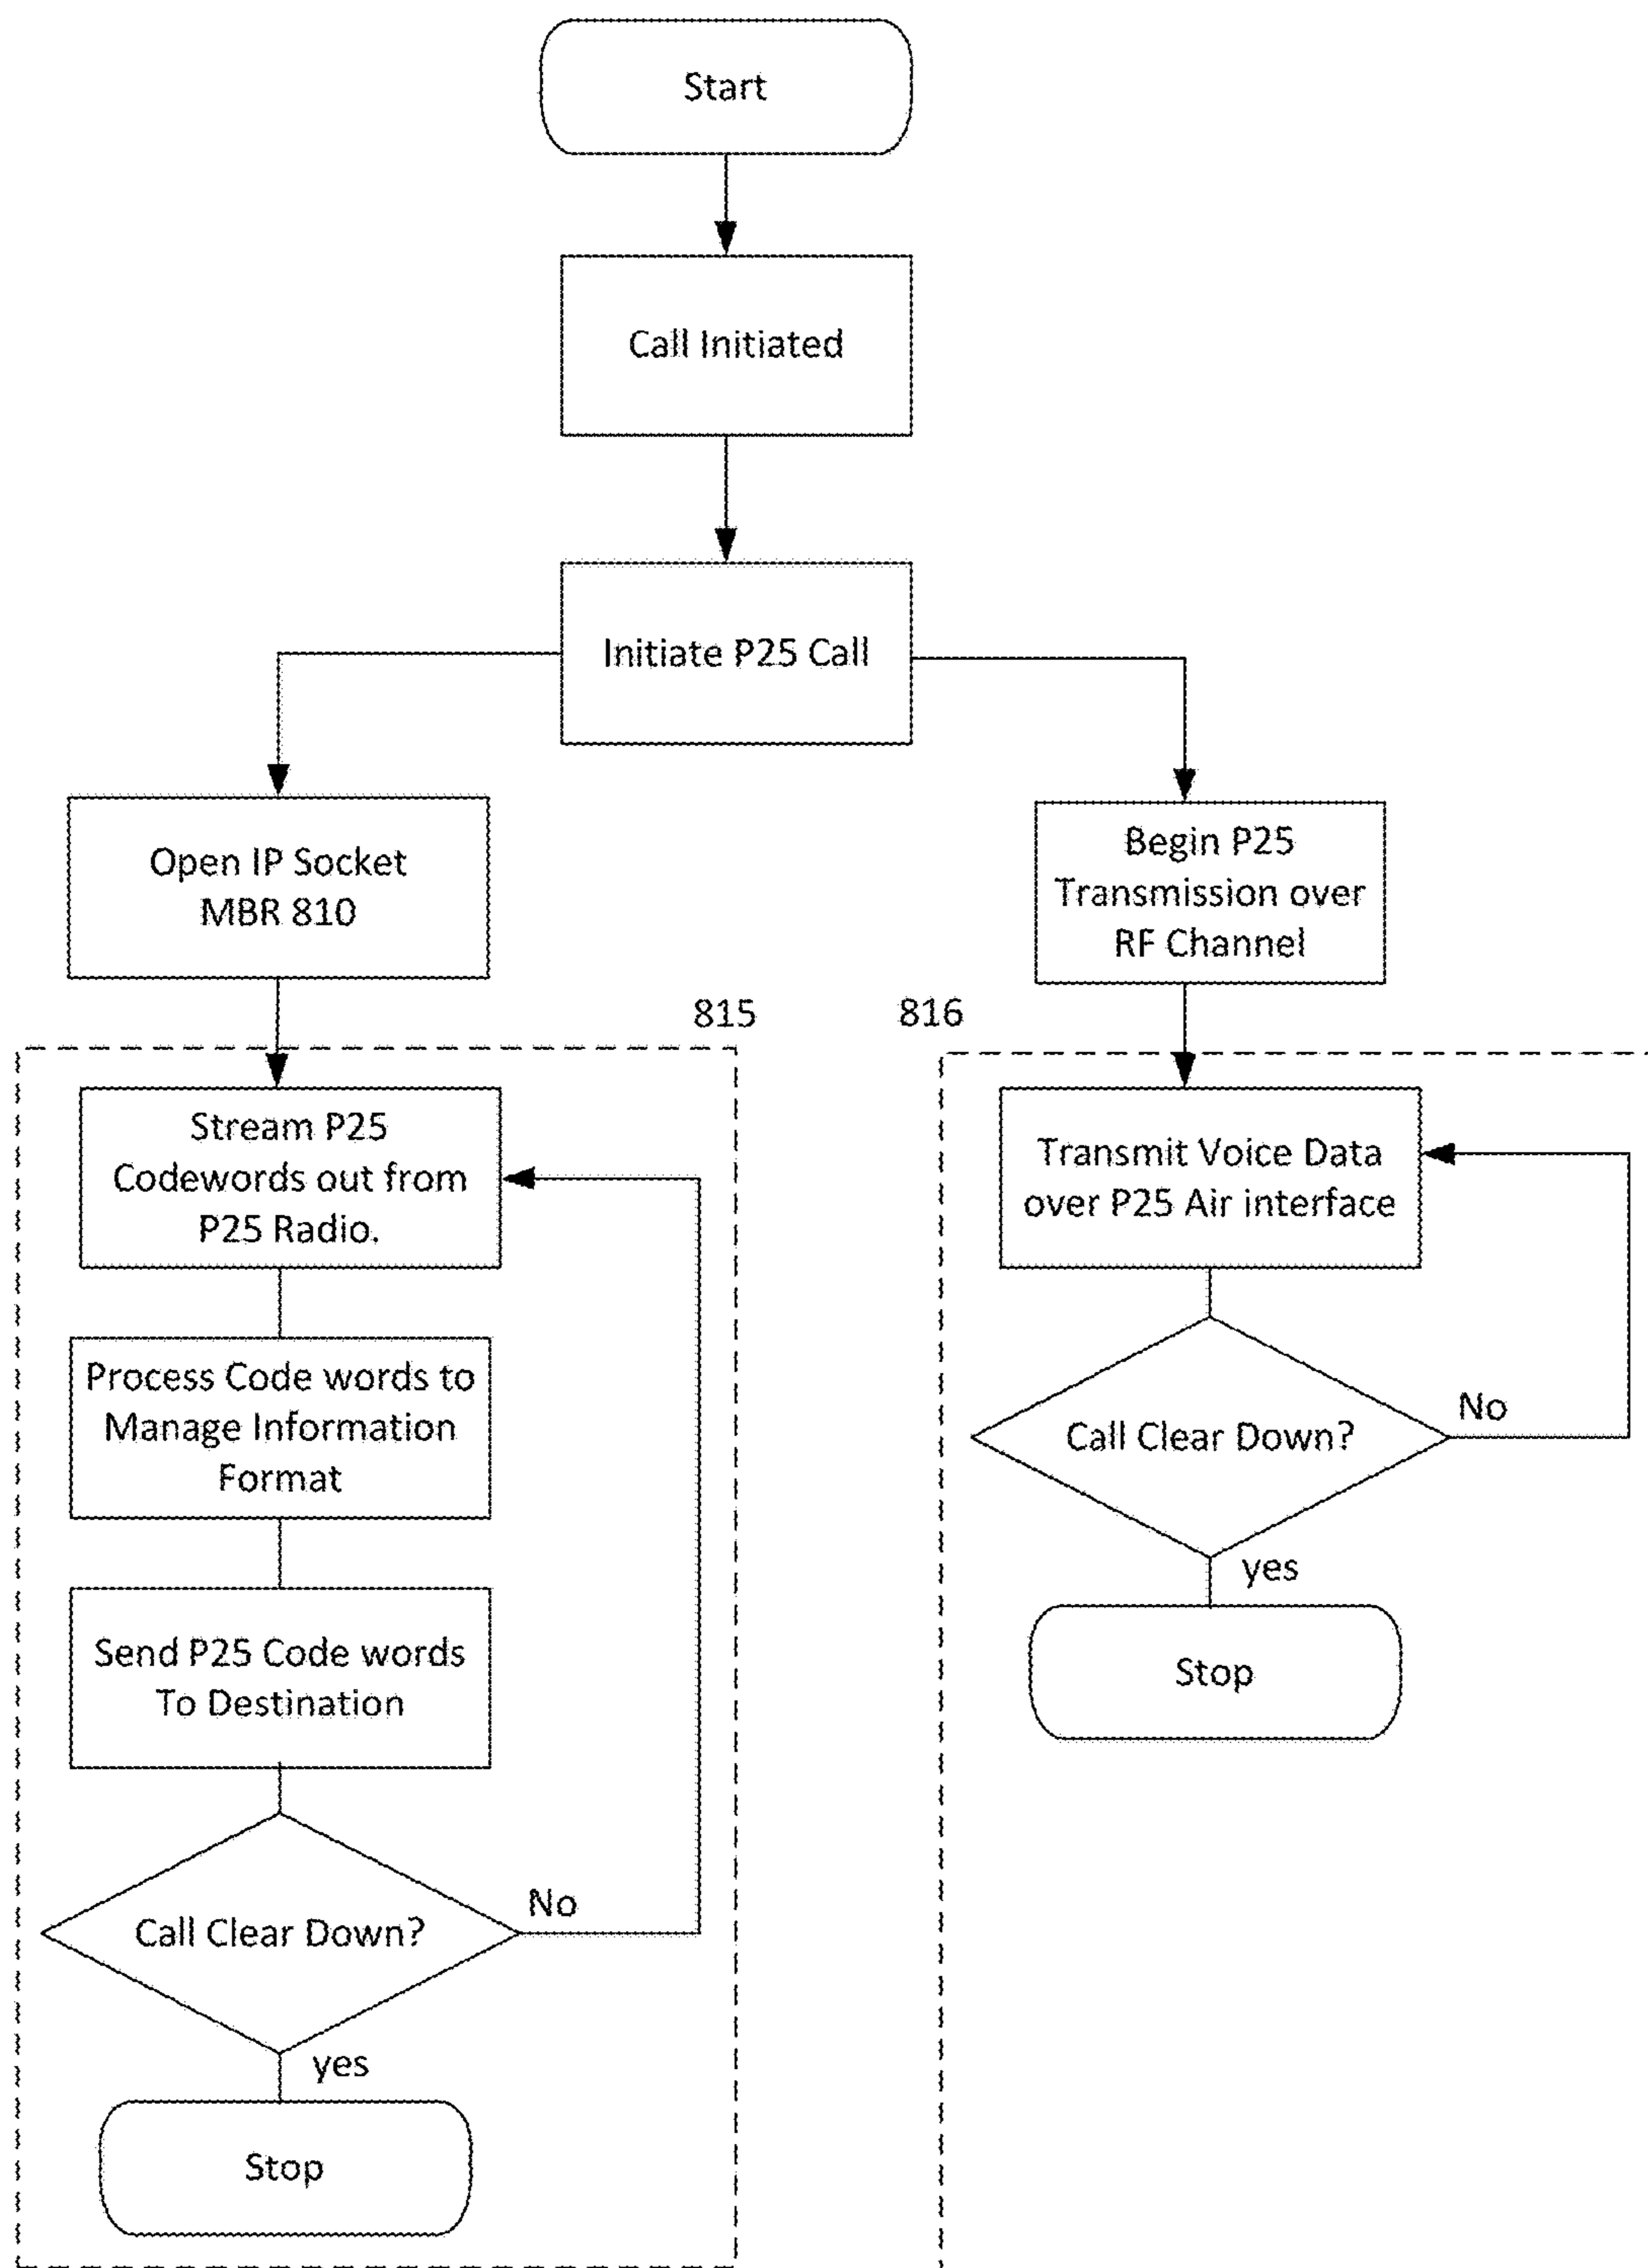 Start
Call Initiated
Initiate P25 Call
Open IP Socket
MBR 810
Begin P25
Transmission over
RF Channel
815
816
Stream P25
Codewords out from
P25 Radio.
Transmit Voice Data
over P25 Air interface
Process Code words to
Manage Information
Format
No
Call Clear Down?
yes
Send P25 Code words
To Destination
Stop
No
Call Clear Down?
yes
Stop